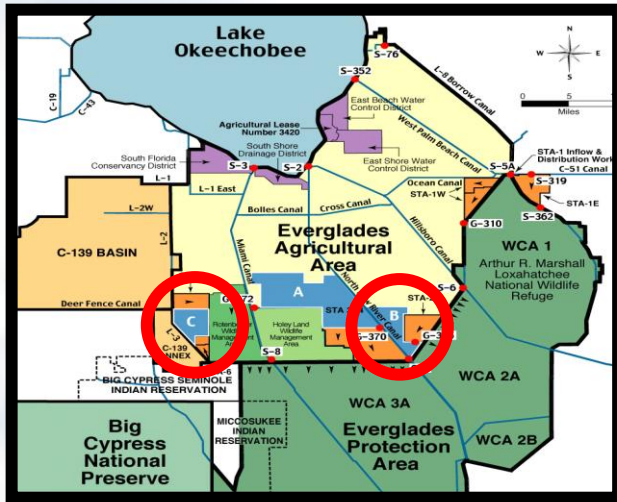 Lake
Okeechobee
S-76
N
W
E
S
0
5
Miles
C-19
C-43
S-352
L-8 Borrow Canal
East Beach Water
Control District
Agricultural Lease
Number 3420
South Shore
Drainage District
West Palm Beach Canal
South Florida
Conservancy District
S-3
S-2
East Shore Water
Control District
S-5A
STA-1 Inflow &
Distribution Work
C-51 Canal
L-1
L-1 East
Ocean Canal
STA-1W
S-319
STA-1E
S-362
L-2W
L-2
Bolles Canal
Cross Canal
Hillsboro Canal
G-310
C-139 BASIN
Everglades
Agricultural
Area
Miami Canal
WCA 1
Arthur R. Marshall
Loxahatchee
National Wildlife
Refuge
S-6
A
North
River Canal
B
Deer Fence Canal
C
Wildlife
Holey Land
Wildlife
Management
Area
G-370
L-3
C-139
S-8
BIG CYPRESS SEMINOLE
INDIAN RESERVATION
WCA 3A
WCA 2A
WCA 2B
Big
Cypress
National
Preserve
MICCOSUKEE
INDIAN
RESERVATION
Everglades
Protection
Area